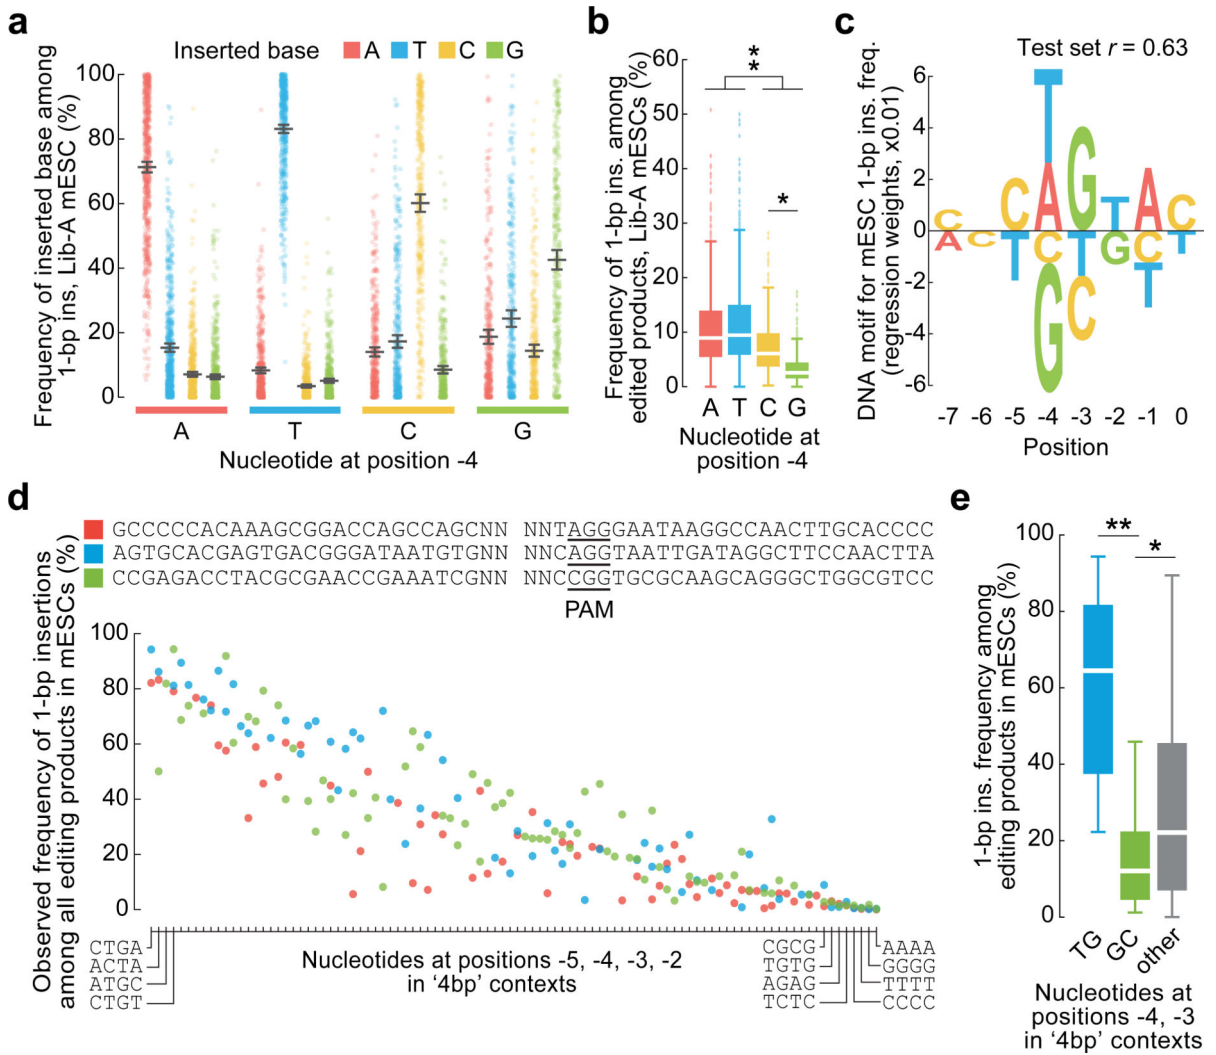 a
Inserted base A T C G
Frequency of inserted base among
1-bp ins, Lib-A mESC (%)
100
80
60
40
20
0
A T C G
Nucleotide at position -4
b
Frequency of 1-bp ins. among
edited products, Lib-A mESCs (%)
60
50
40
30
20
10
0
*
*
*
A T C G
Nucleotide at
position -4
c
Test set r = 0.63
DNA motif for mESC 1-bp ins. freq.
(regression weights, x0.01)
6
4
2
0
-2
-4
-6
T
C A G T A C
C
A C T C T G C T
G C T
-7 -6 -5 -4 -3 -2 -1 0
Position
d
GCCCCCACAAAGCGGACCAGCCAGCNN NNTAGGGAATAAGGCCAACTTGCACCCC
AGTGCACGAGTGACGGGATAATGTGNN NNCAGGTAATTGATAGGCTTCCAACTTA
CCGAGACCTACGCGAACCGAAATCGNN NNCCGGTGCGCAAGCAGGGCTGGCGTCC
PAM
Observed frequency of 1-bp insertions
among all editing products in mESCs (%)
100
80
60
40
20
0
CTGA
ACTA
ATGC
CTGT
Nucleotides at positions -5, -4, -3, -2
in ‘4bp’ contexts
CGCG
TGTG
AGAG
TCTC
AAAA
GGGG
TTTT
CCCC
e
1-bp ins. frequency among
editing products in mESCs (%)
100
80
60
40
20
0
**
*
TG GC other
Nucleotides at
positions -4, -3
in ‘4bp’ contexts